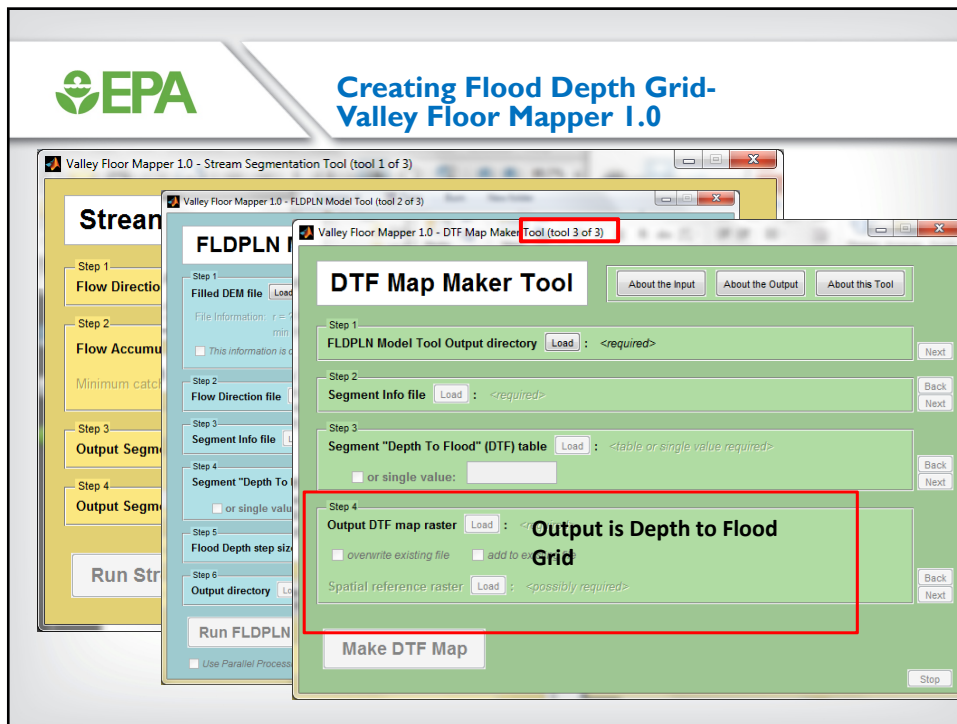 EPA
Creating Flood Depth Grid-
Valley Floor Mapper 1.0
Valley Floor Mapper 1.0 - Stream Segmentation Tool (tool 1 of 3)
Stream
Step 1
Flow Directio
Step 2
Flow Accumu
Minimum catc
Step 3
Output Segm
Step 4
Output Segm
Run Str
Valley Floor Mapper 1.0 - FLDPLN Model Tool (tool 2 of 3)
FLDPLN
Step 1
Filled DEM file Load
File Information: r = ?
min
This information is c
Step 2
Flow Direction file
Step 3
Segment Info file
Step 4
Segment "Depth To
or single valu
Step 5
Flood Depth step siz
Step 6
Output directory Lo
Run FLDPLN
Use Parallel Process
Valley Floor Mapper 1.0 - DTF Map Maker Tool (tool 3 of 3)
DTF Map Maker Tool
About the Input About the Output About this Tool
Step 1
FLDPLN Model Tool Output directory Load : <required>
Next
Step 2
Segment Info file Load : <required>
Back
Next
Step 3
Segment "Depth To Flood" (DTF) table Load : <table or single value required>
or single value:
Back
Next
Step 4
Output DTF map raster Load :
Output is Depth to Flood
Grid
overwrite existing file add to existing file
Spatial reference raster Load : <possibly required>
Back
Next
Make DTF Map
Stop